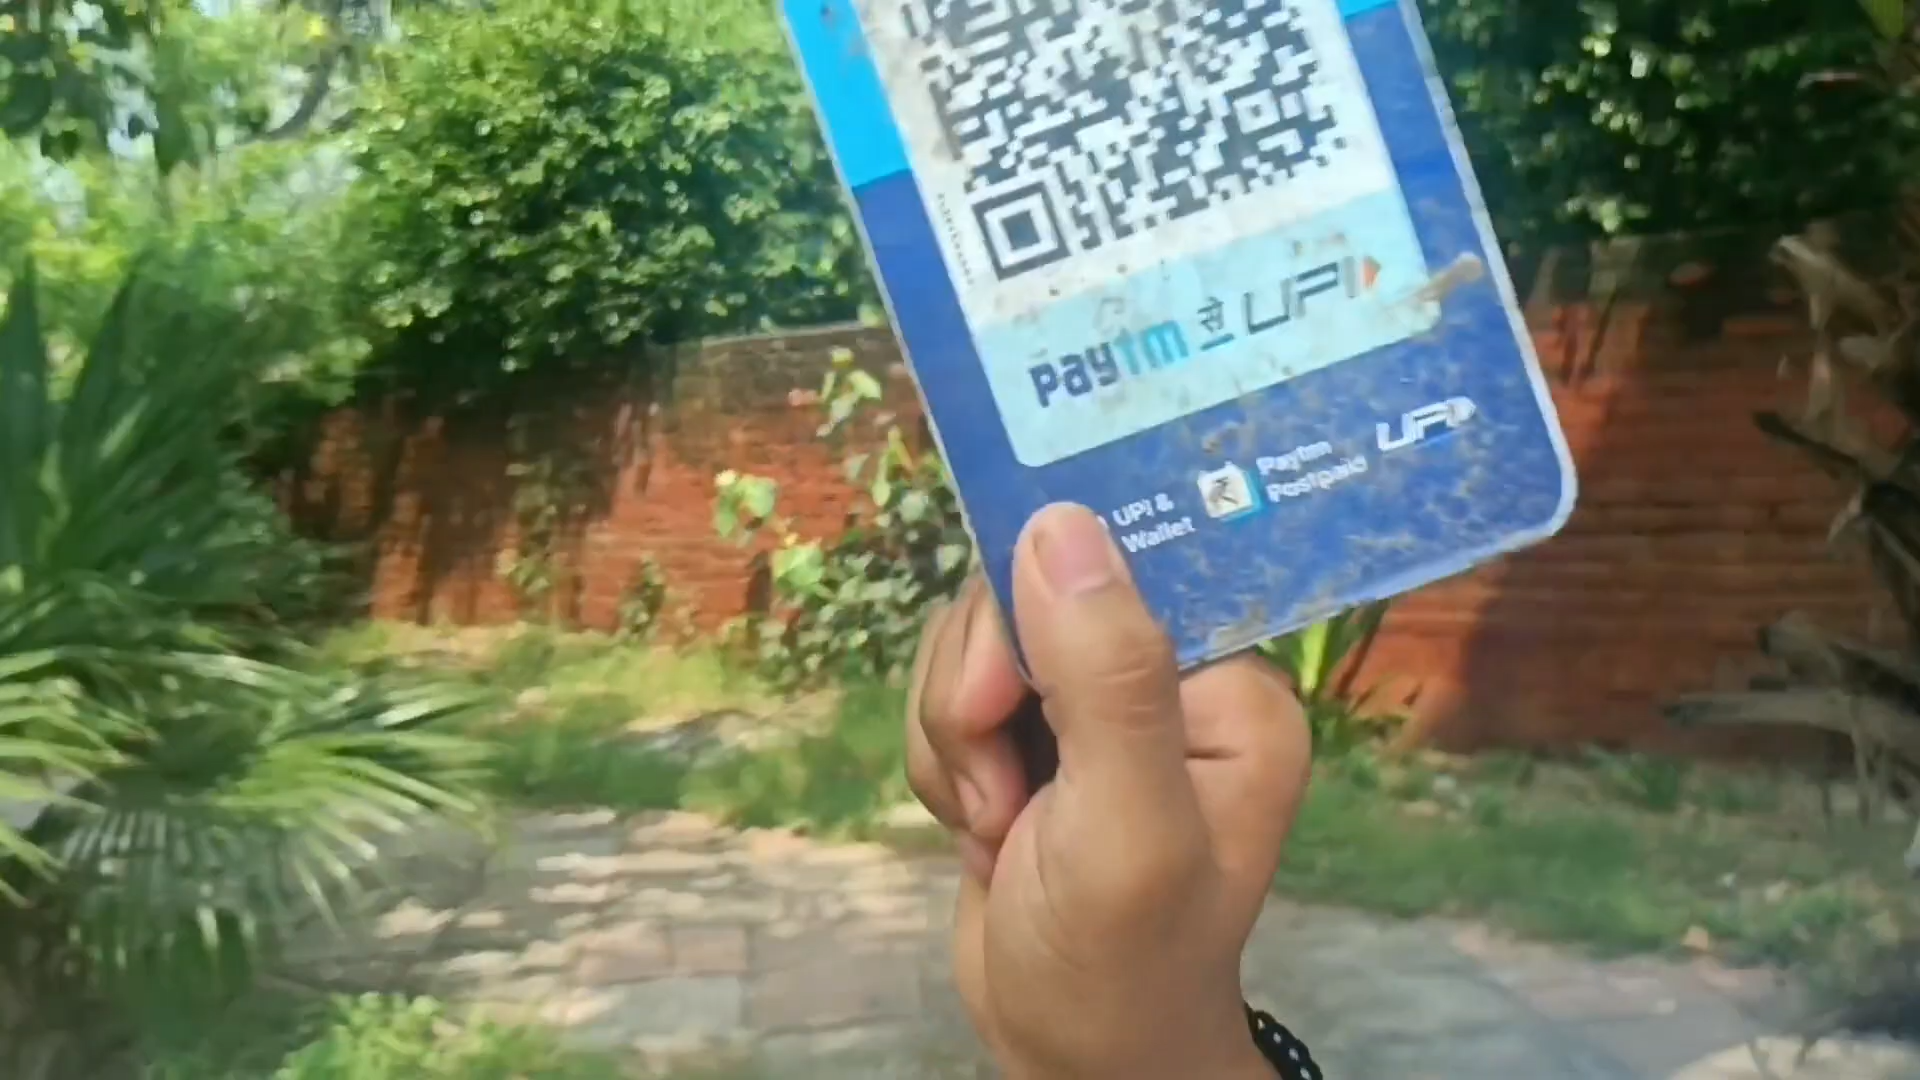 paytm से UPI
UPI &
Wallet
Paytm
Postpaid
UPI